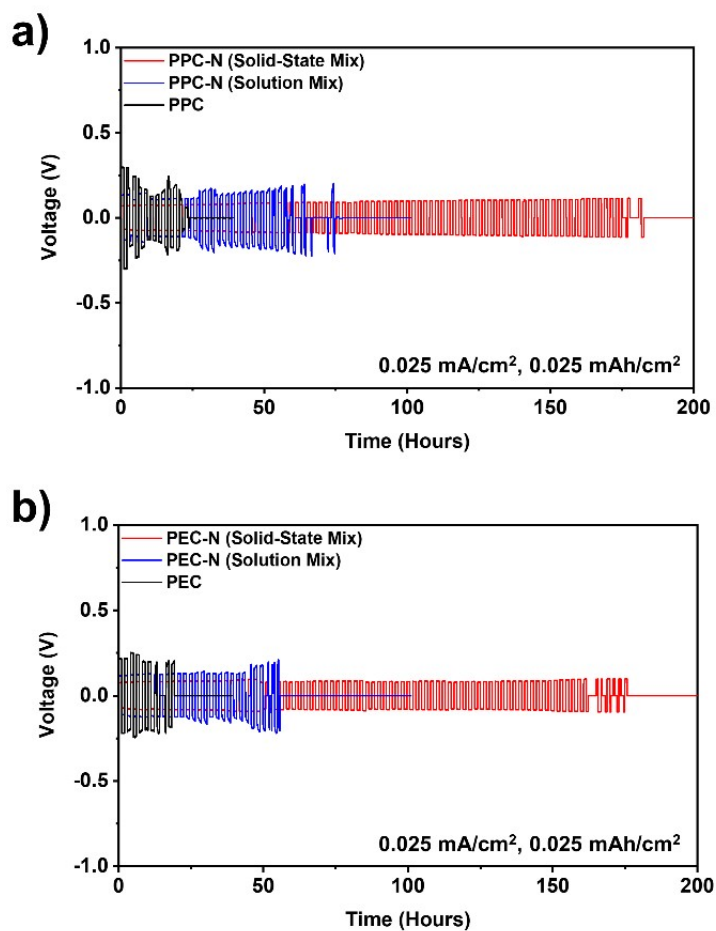 a)
1.0
PPC-N (Solid-State Mix)
PPC-N (Solution Mix)
PPC
0.5
0.0
-0.5
-1.0
Voltage (V)
0.025 mA/cm², 0.025 mAh/cm²
0 50 100 150 200
Time (Hours)
b)
1.0
PEC-N (Solid-State Mix)
PEC-N (Solution Mix)
PEC
0.5
0.0
-0.5
-1.0
Voltage (V)
0.025 mA/cm², 0.025 mAh/cm²
0 50 100 150 200
Time (Hours)